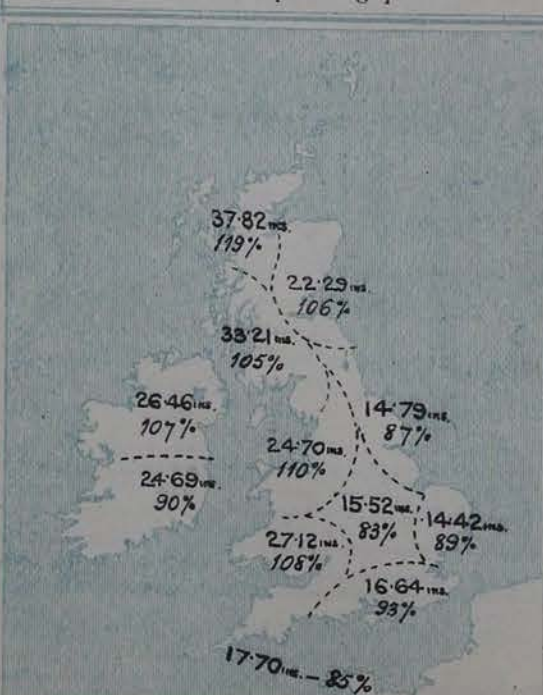 37·82 ins.
119%
22·29 ins.
106%
33·21 ins.
105%
26·46 ins.
107%
14·79 ins.
87%
24·70 ins.
110%
24·69 ins.
90%
15·52 ins.
83%
14·42 ins.
89%
27·12 ins.
108%
16·64 ins.
93%
17·70 ins. — 85%